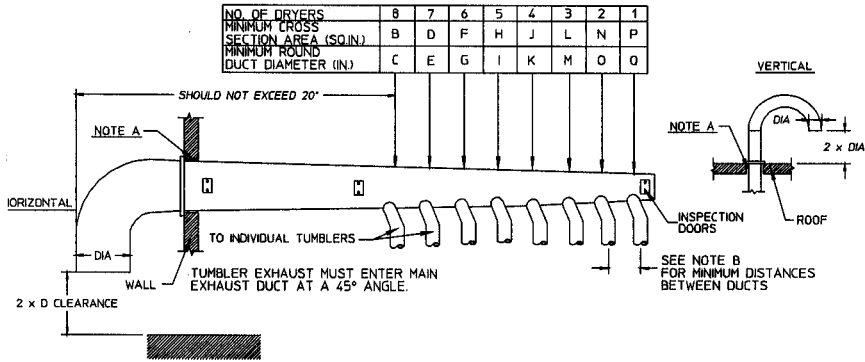 NO. OF DRYERS 8 7 6 5 4 3 2 1
MINIMUM CROSS
SECTION AREA (SQ.IN.) B D F H J L N P
MINIMUM ROUND
DUCT DIAMETER (IN.) C E G I K M O Q
VERTICAL
SHOULD NOT EXCEED 20"
DIA
NOTE A
NOTE A
2 x DIA
HORIZONTAL
INSPECTION
DOORS
ROOF
TO INDIVIDUAL TUMBLERS
DIA
WALL
TUMBLER EXHAUST MUST ENTER MAIN
EXHAUST DUCT AT A 45° ANGLE.
SEE NOTE B
FOR MINIMUM DISTANCES
BETWEEN DUCTS
2 x D CLEARANCE